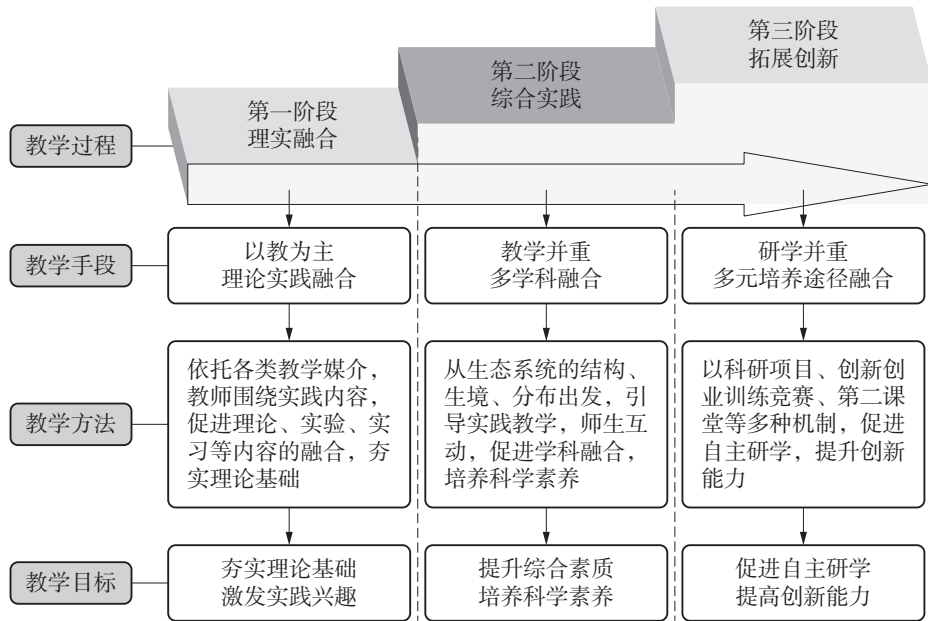 第三阶段
拓展创新
第二阶段
综合实践
第一阶段
理实融合
教学过程
教学手段
以教为主
理论实践融合
教学并重
多学科融合
研学并重
多元培养途径融合
教学方法
依托各类教学媒介，
教师围绕实践内容，
促进理论、实验、实
习等内容的融合，夯
实理论基础
从生态系统的结构、
生境、分布出发，引
导实践教学，师生互
动，促进学科融合，
培养科学素养
以科研项目、创新创
业训练竞赛、第二课
堂等多种机制，促进
自主研学，提升创新
能力
教学目标
夯实理论基础
激发实践兴趣
提升综合素质
培养科学素养
促进自主研学
提高创新能力